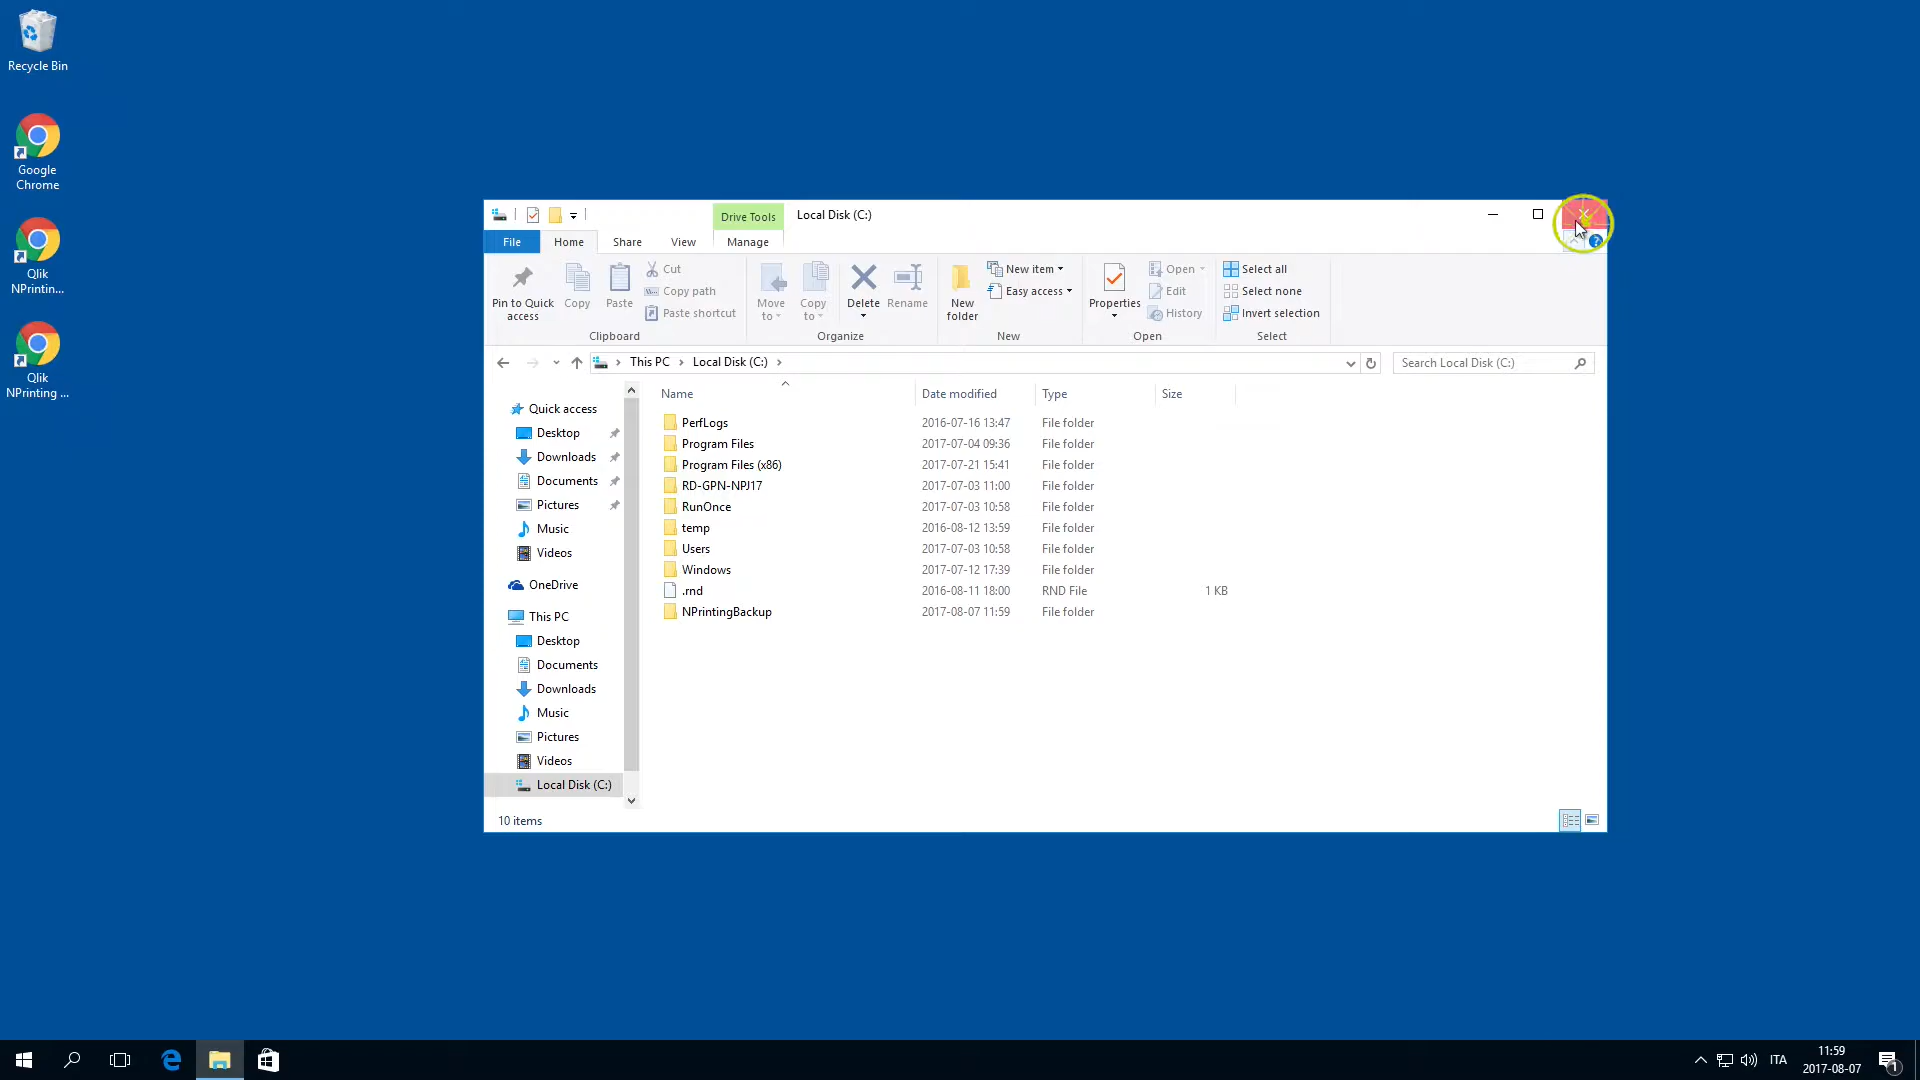 Recycle Bin
Google
Chrome
Qlik
NPrintin...
Qlik
NPrinting ...
Drive Tools
Local Disk (C:)
File
Home
Share
View
Manage
Pin to Quick
access
Copy
Paste
Cut
Copy path
Paste shortcut
Clipboard
Move
to
Copy
to
Delete
Rename
Organize
New
folder
New item
Easy access
New
Properties
Open
Edit
History
Open
Select all
Select none
Invert selection
Select
This PC
Local Disk (C:)
Search Local Disk (C:)
Quick access
Desktop
Downloads
Documents
Pictures
Music
Videos
OneDrive
This PC
Desktop
Documents
Downloads
Music
Pictures
Videos
Local Disk (C:)
Name Date modified Type Size
PerfLogs 2016-07-16 13:47 File folder
Program Files 2017-07-04 09:36 File folder
Program Files (x86) 2017-07-21 15:41 File folder
RD-GPN-NPJ17 2017-07-03 11:00 File folder
RunOnce 2017-07-03 10:58 File folder
temp 2016-08-12 13:59 File folder
Users 2017-07-03 10:58 File folder
Windows 2017-07-12 17:39 File folder
.rnd 2016-08-11 18:00 RND File 1 KB
NPrintingBackup 2017-08-07 11:59 File folder
10 items
ITA
11:59
2017-08-07
1